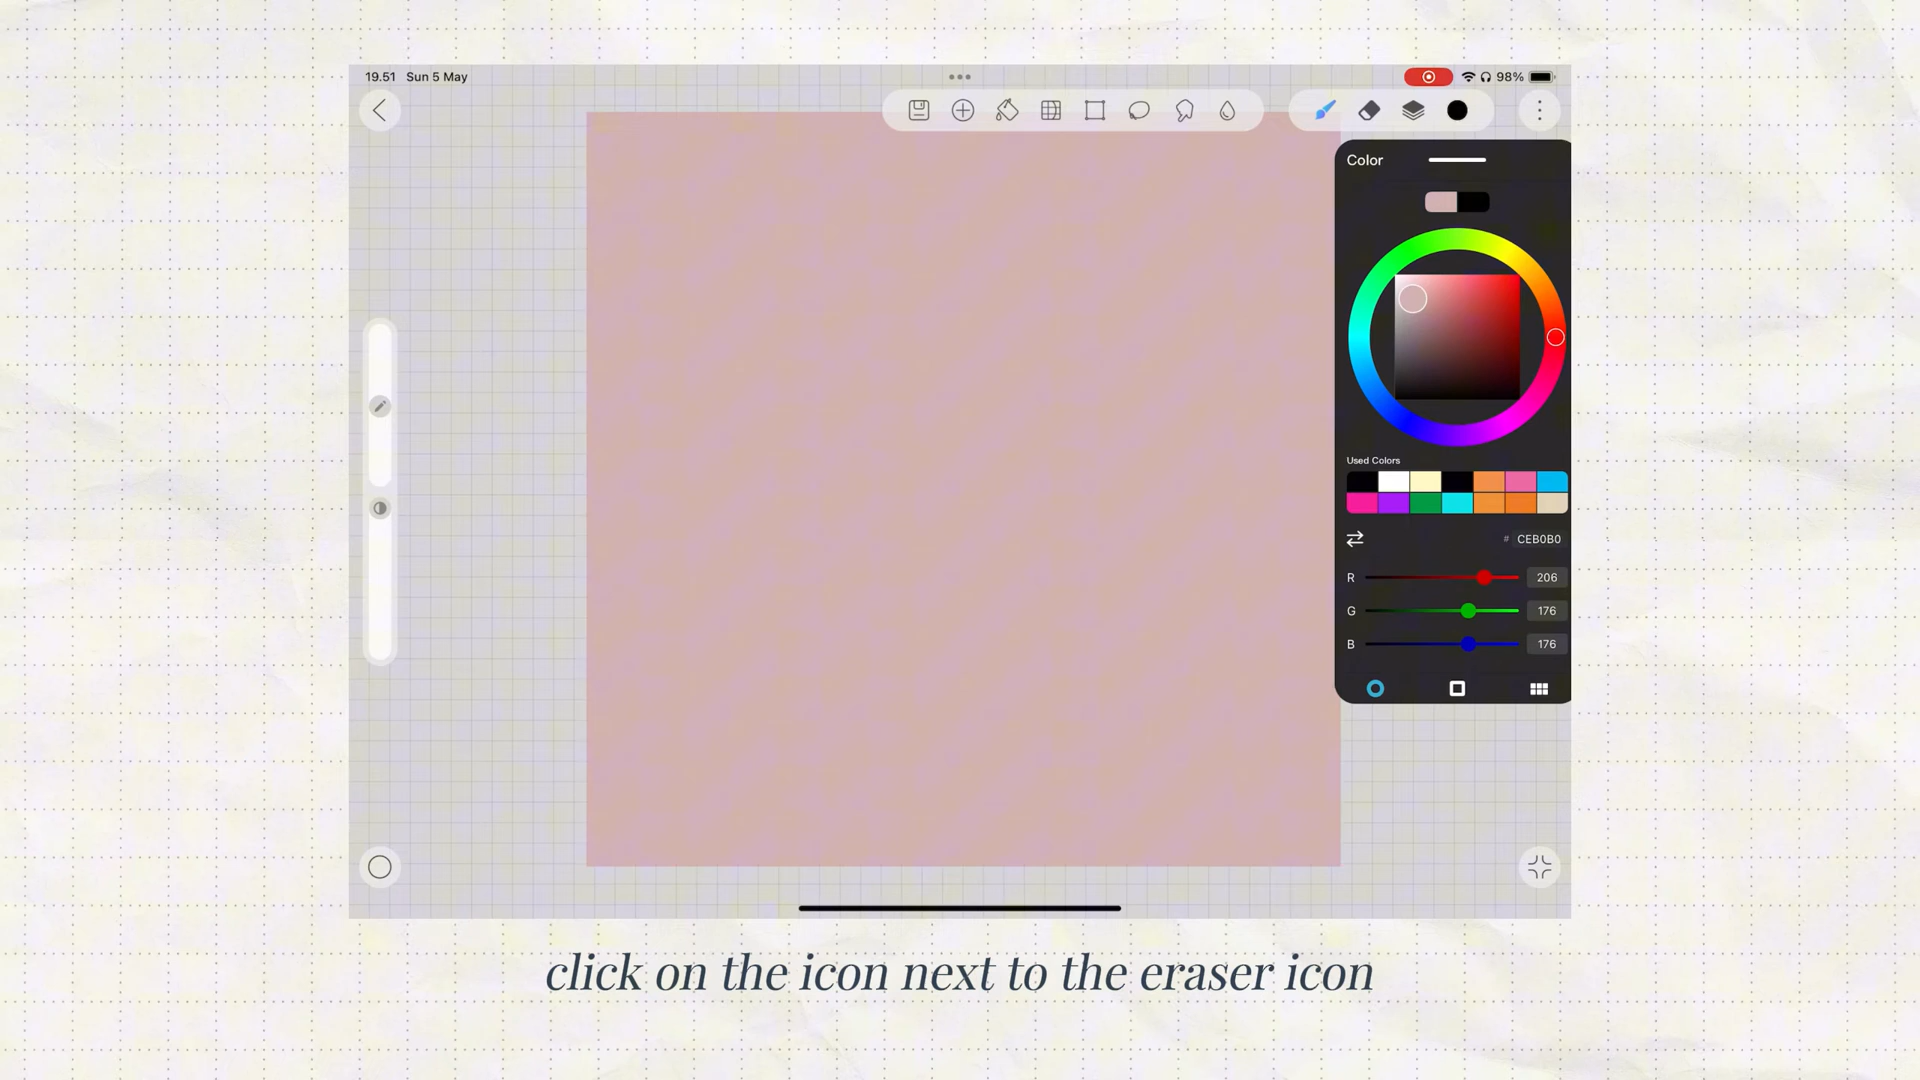 19.51 Sun 5 May
98%
Color
Used Colors
# CEB0B0
R 206
G 176
B 176
click on the icon next to the eraser icon